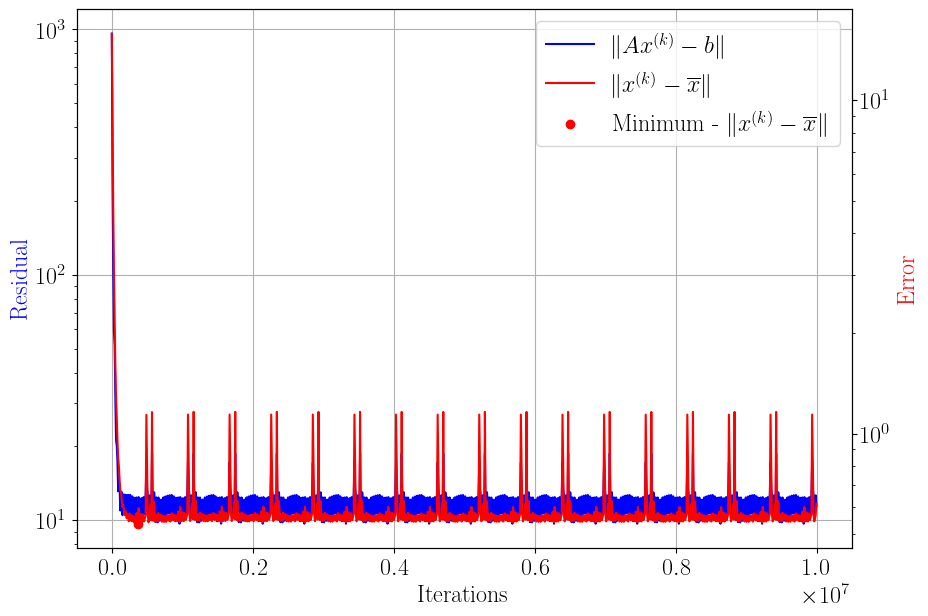 ‖Ax^(k) − b‖
‖x^(k) − x̅‖
Minimum - ‖x^(k) − x̅‖
Residual
10³
10²
10¹
Error
10¹
10⁰
0.0 0.2 0.4 0.6 0.8 1.0
Iterations
×10⁷